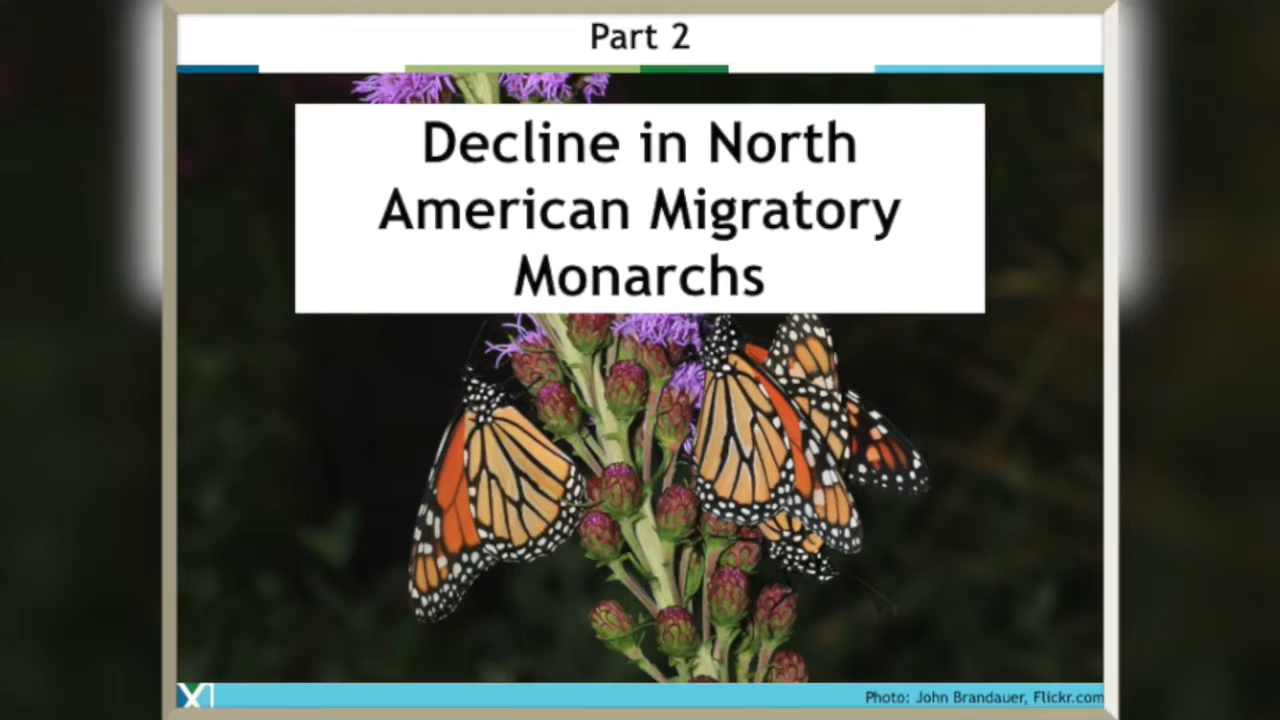 Part 2
Decline in North
American Migratory
Monarchs
Photo: John Brandauer, Flickr.com